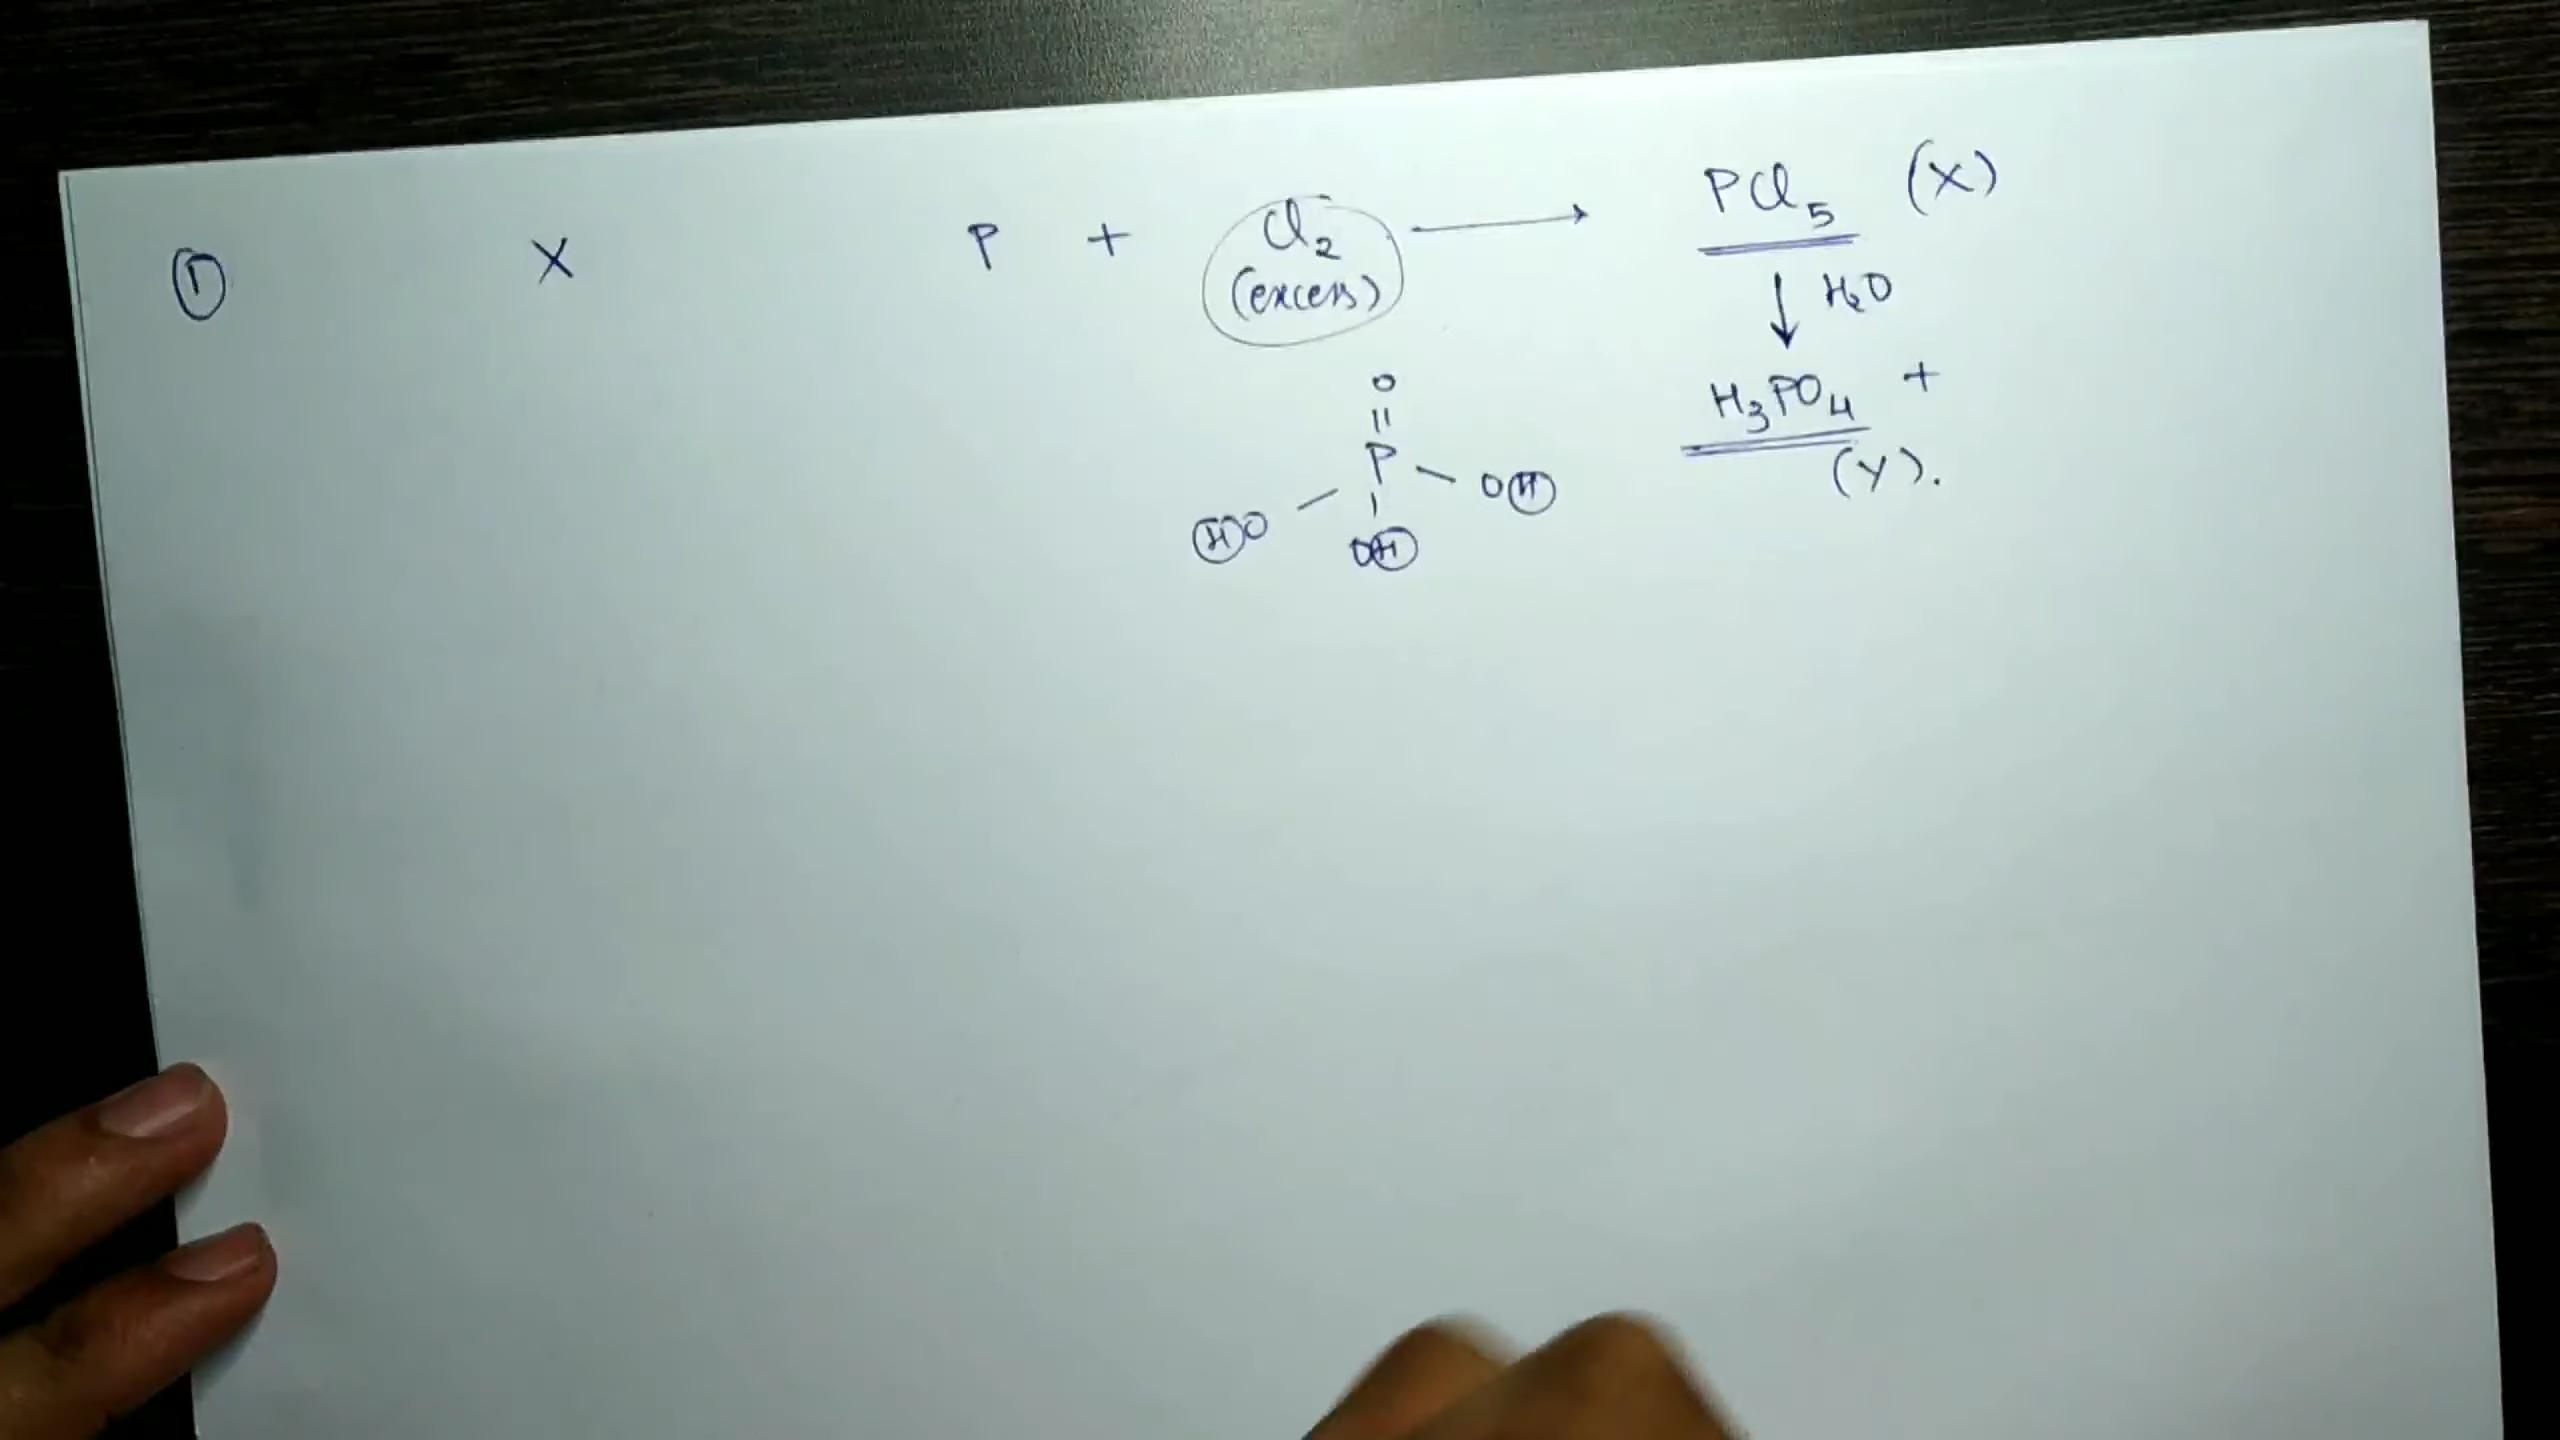 ① X P + Cl₂ → PCl₅ (X)
(excess) ↓ H₂O
O
||
H₃PO₄ +
P
(Y).
HO OH
OH